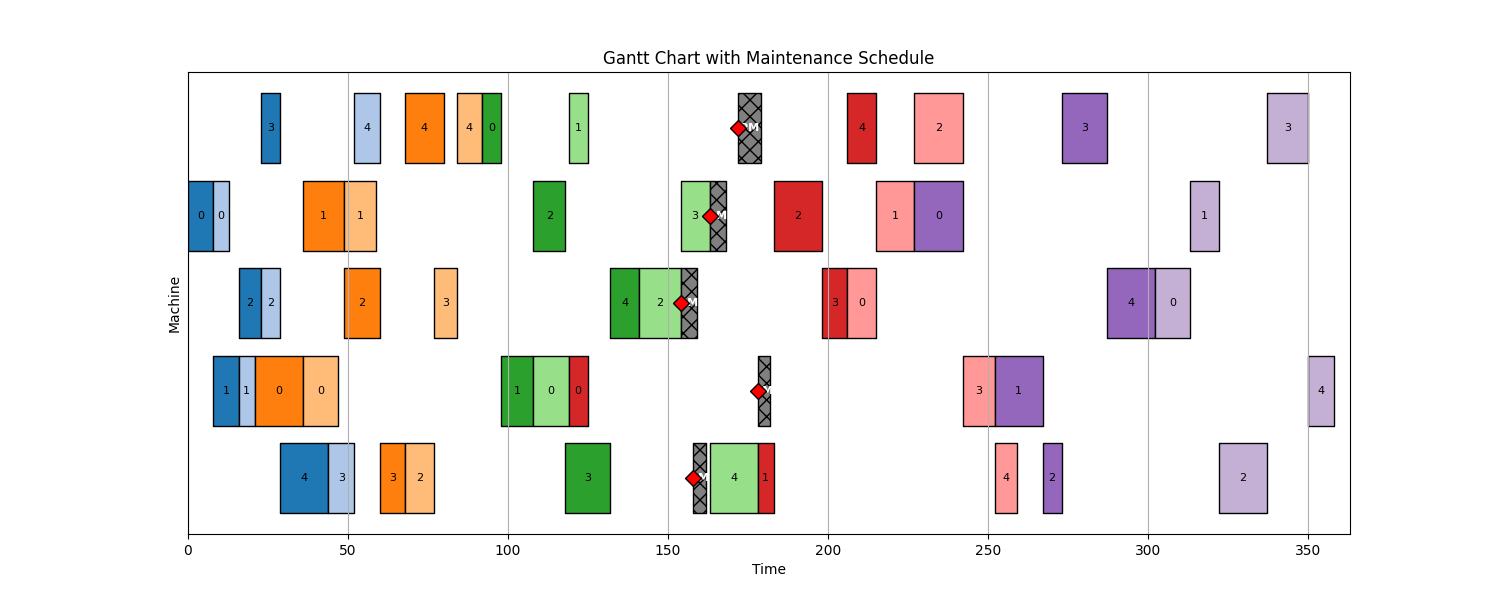 Gantt Chart with Maintenance Schedule
3 4 4 4 0 1 4 2 3 3
0 0 1 1 2 3 M 2 1 0 1
2 2 2 3 4 2 M 3 0 4 0
1 1 0 0 1 0 0 3 1 4
4 3 3 2 3 4 1 4 2 2
Machine
0 50 100 150 200 250 300 350
Time